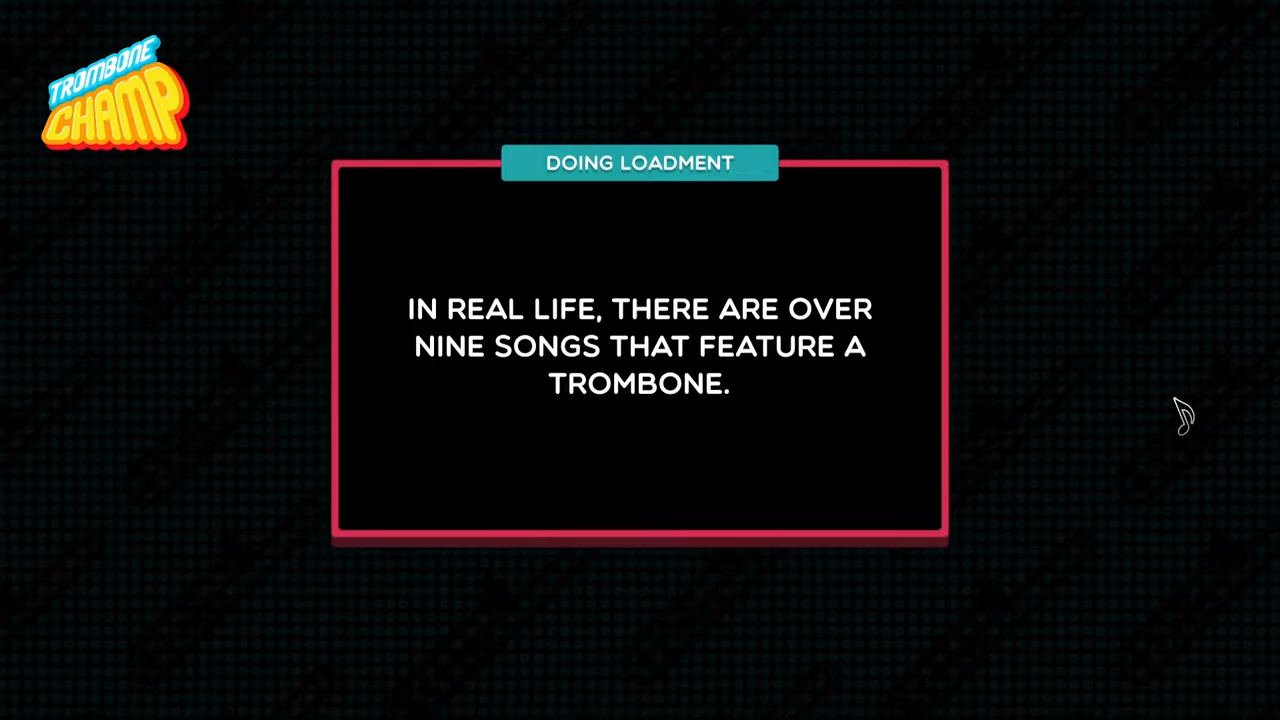 TROMBONE
CHAMP
DOING LOADMENT
IN REAL LIFE, THERE ARE OVER
NINE SONGS THAT FEATURE A
TROMBONE.